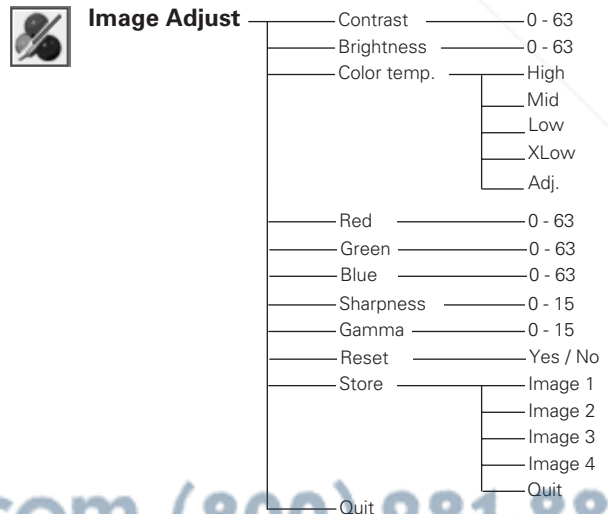 Image Adjust Contrast 0 - 63
Brightness 0 - 63
Color temp. High
Mid
Low
XLow
Adj.
Red 0 - 63
Green 0 - 63
Blue 0 - 63
Sharpness 0 - 15
Gamma 0 - 15
Reset Yes / No
Store Image 1
Image 2
Image 3
Image 4
Quit
Quit